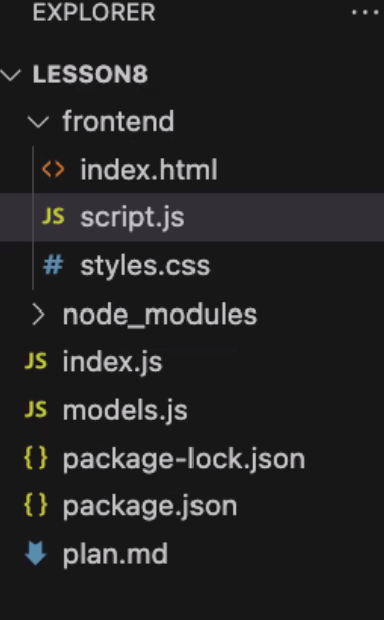 EXPLORER ...
LESSON8
frontend
<> index.html
JS script.js
# styles.css
node_modules
JS index.js
JS models.js
{} package-lock.json
{} package.json
plan.md